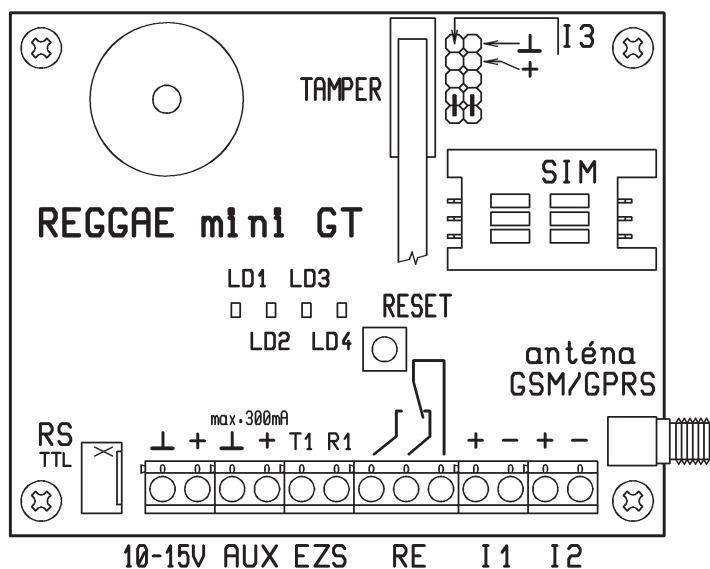 I3
⊥
+
TAMPER
SIM
REGGAE mini GT
LD1 LD3
LD2 LD4
RESET
anténa
GSM/GPRS
max.300mA
RS
TTL
⊥ + ⊥ + T1 R1 + - + -
10-15V AUX EZS RE I1 I2